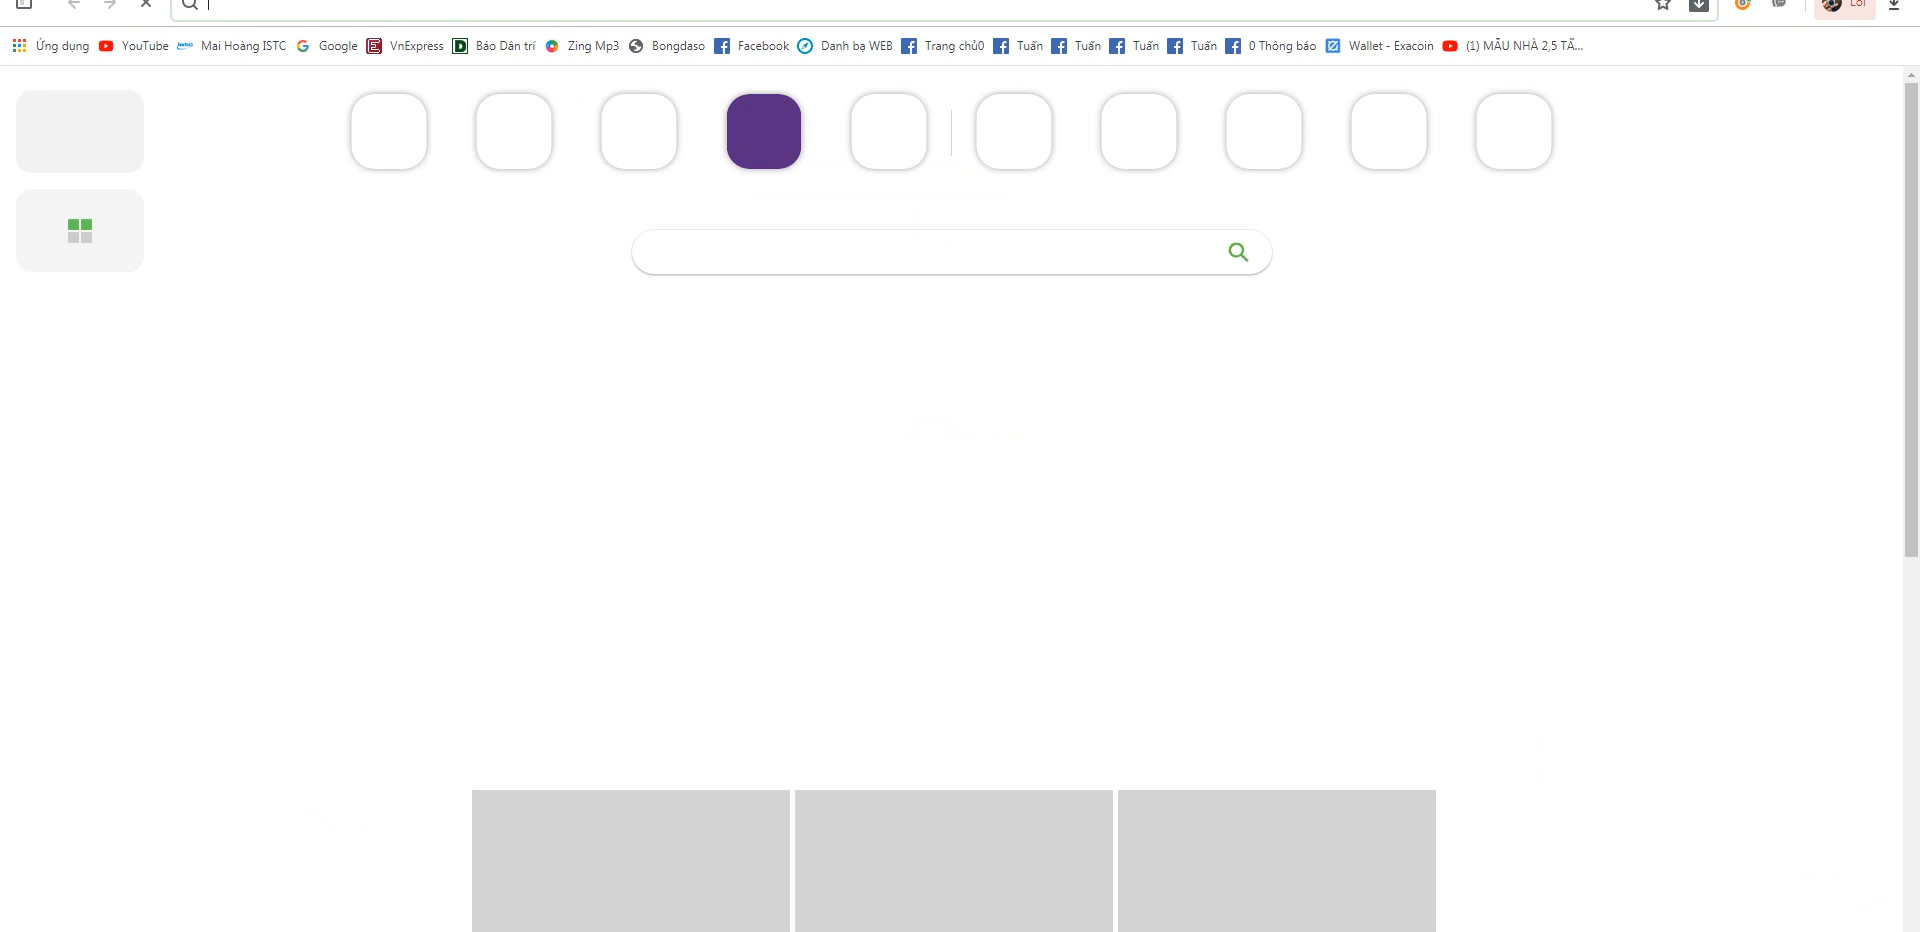 Lỗi
Ứng dụng YouTube Mai Hoàng ISTC Google VnExpress Báo Dân trí Zing Mp3 Bongdaso Facebook Danh bạ WEB Trang chủ0 Tuấn Tuấn Tuấn Tuấn 0 Thông báo Wallet - Exacoin (1) MẪU NHÀ 2,5 TẦ...